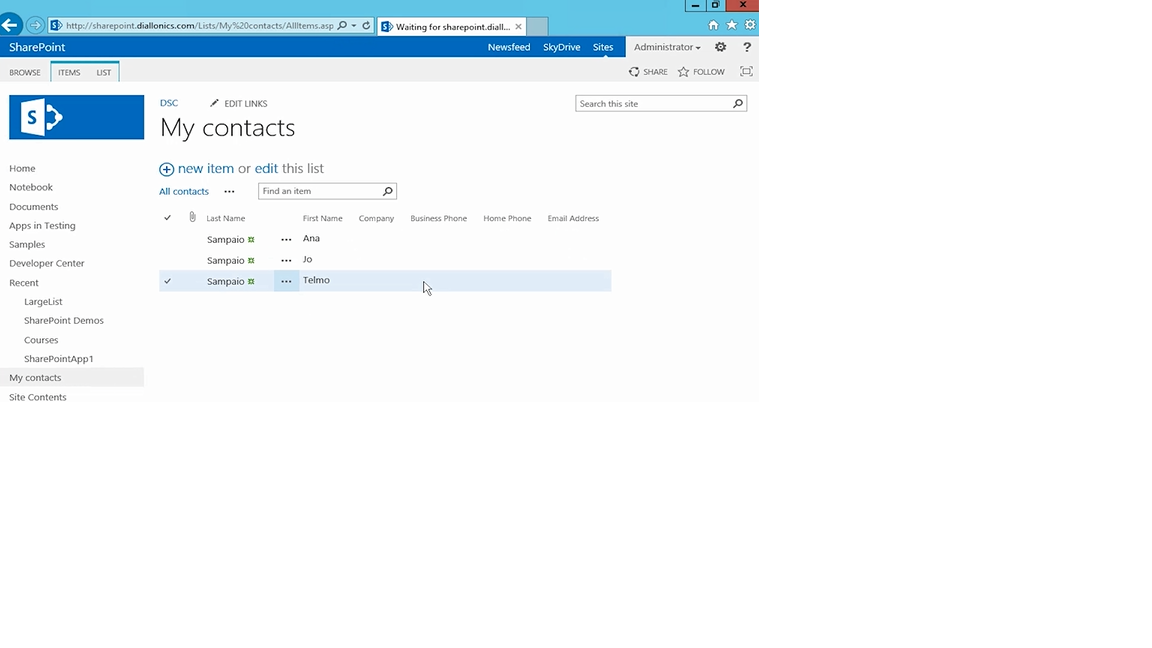 http://sharepoint.diallonics.com/Lists/My%20contacts/AllItems.asp
Waiting for sharepoint.diall...
SharePoint
Newsfeed SkyDrive Sites Administrator ?
BROWSE ITEMS LIST SHARE FOLLOW
S
DSC EDIT LINKS Search this site
My contacts
new item or edit this list
All contacts ... Find an item
Last Name First Name Company Business Phone Home Phone Email Address
Sampaio ... Ana
Sampaio ... Jo
Sampaio ... Telmo
Home
Notebook
Documents
Apps in Testing
Samples
Developer Center
Recent
LargeList
SharePoint Demos
Courses
SharePointApp1
My contacts
Site Contents